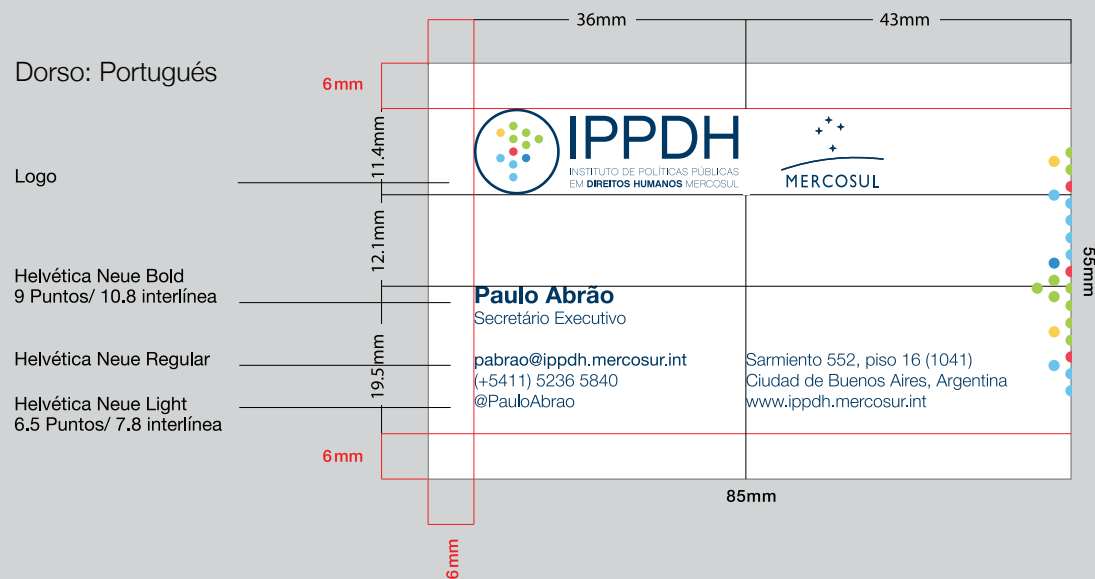 36mm
43mm
Dorso: Portugués
6mm
11.4mm
IPPDH
INSTITUTO DE POLÍTICAS PÚBLICAS
EM DIREITOS HUMANOS MERCOSUL
MERCOSUL
Logo
12.1mm
55mm
Helvética Neue Bold
9 Puntos/ 10.8 interlínea
Paulo Abrão
Secretário Executivo
Helvética Neue Regular
19.5mm
pabrao@ippdh.mercosur.int
(+5411) 5236 5840
@PauloAbrao
Sarmiento 552, piso 16 (1041)
Ciudad de Buenos Aires, Argentina
www.ippdh.mercosur.int
Helvética Neue Light
6.5 Puntos/ 7.8 interlínea
6mm
85mm
6mm